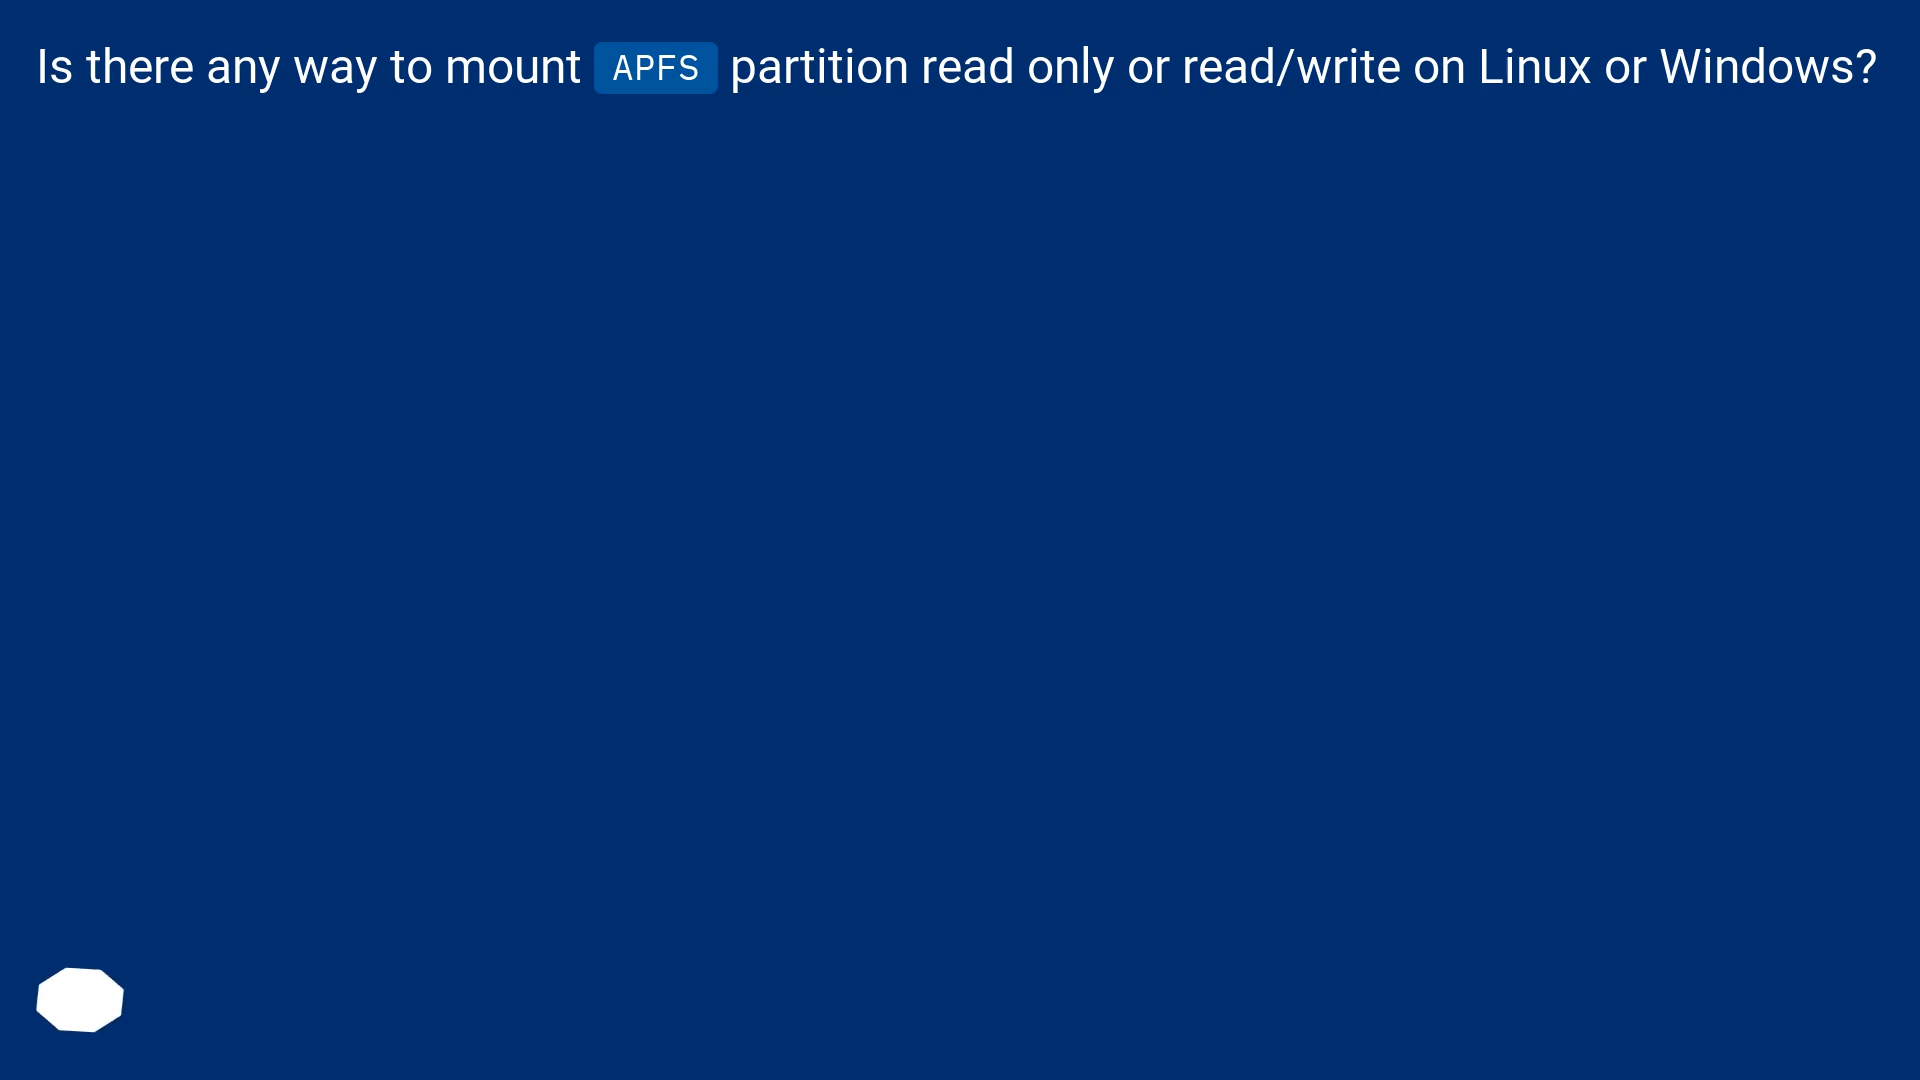 Is there any way to mount APFS partition read only or read/write on Linux or Windows?